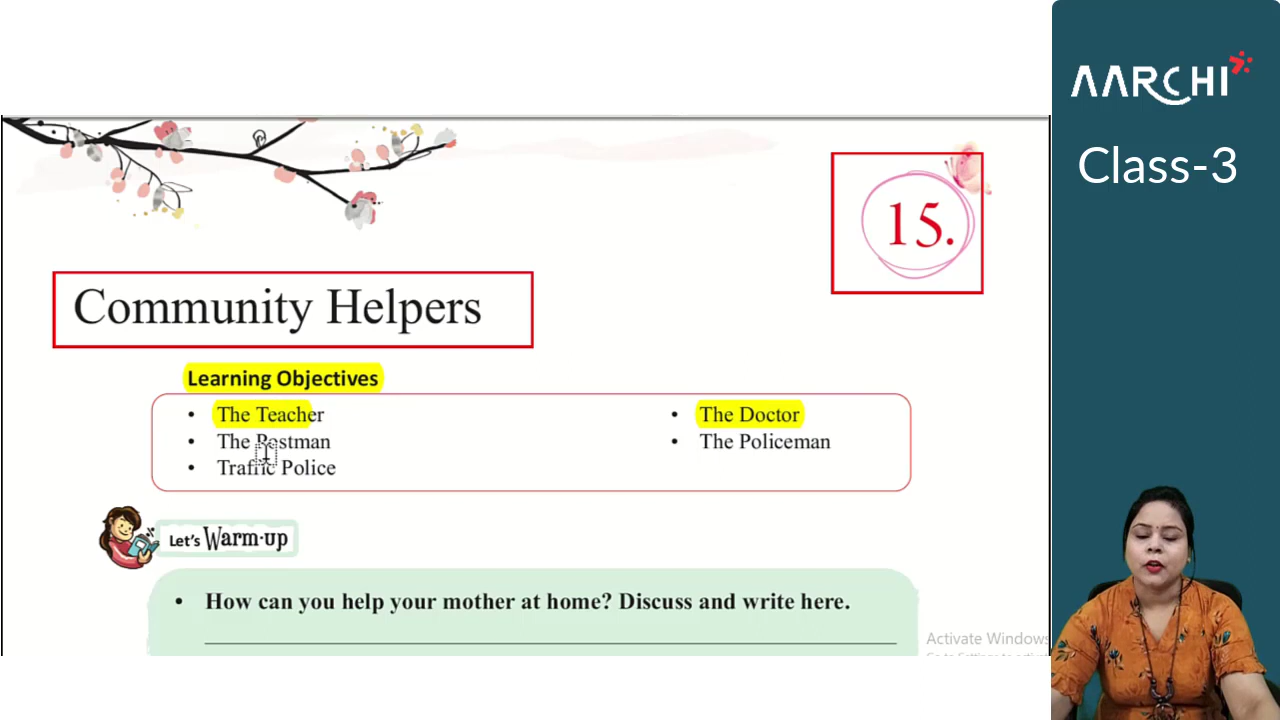 AARCHI
Class-3
15.
Community Helpers
Learning Objectives
• The Teacher
• The Doctor
• The Postman
• The Policeman
• Traffic Police
Let's Warm-up
• How can you help your mother at home? Discuss and write here.
Activate Windows